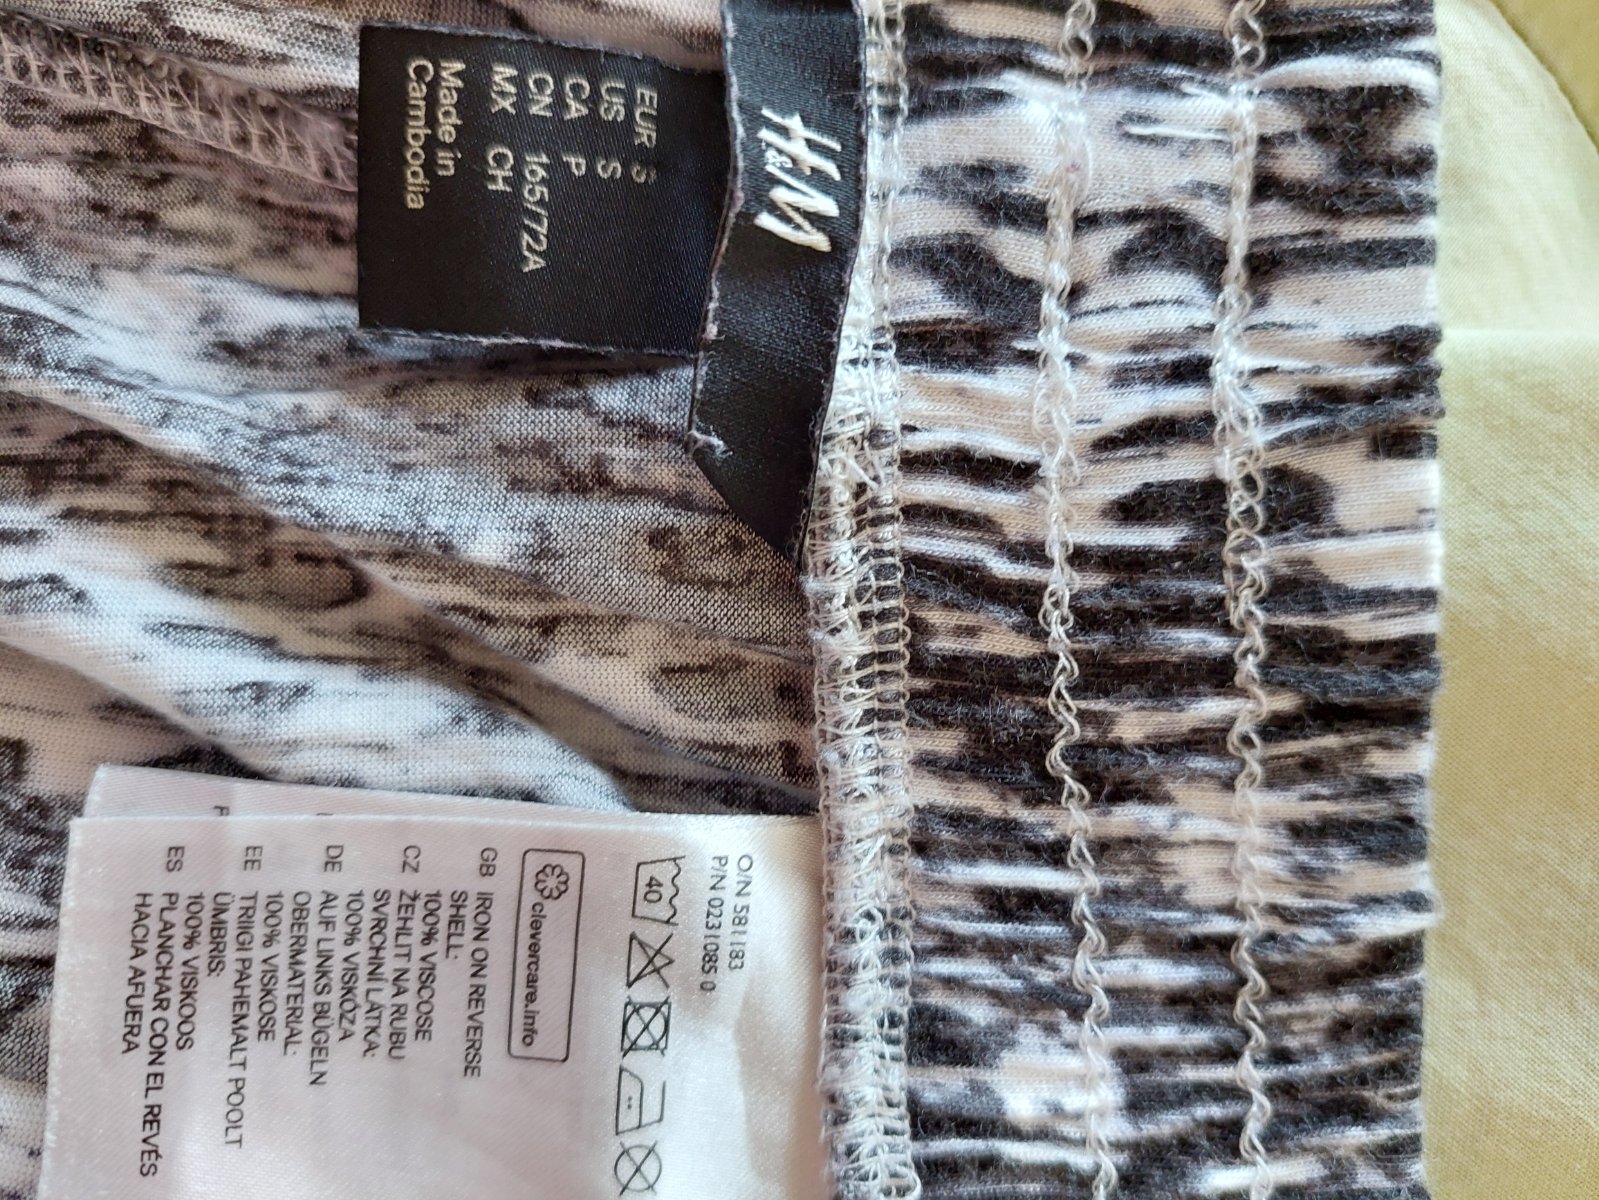 H&M
EUR S
US S
CA P
CN 165/72A
MX CH
Made in
Cambodia
O/N 581183
P/N 0231085 0
40
clevercare.info
GB IRON ON REVERSE
SHELL:
100% VISCOSE
CZ ŽEHLIT NA RUBU
SVRCHNÍ LÁTKA:
100% VISKÓZA
DE AUF LINKS BÜGELN
OBERMATERIAL:
100% VISKOSE
EE TRIIGI PAHEMALT POOLT
ÜMBRIS:
100% VISKOOS
ES PLANCHAR CON EL REVÉS
HACIA AFUERA